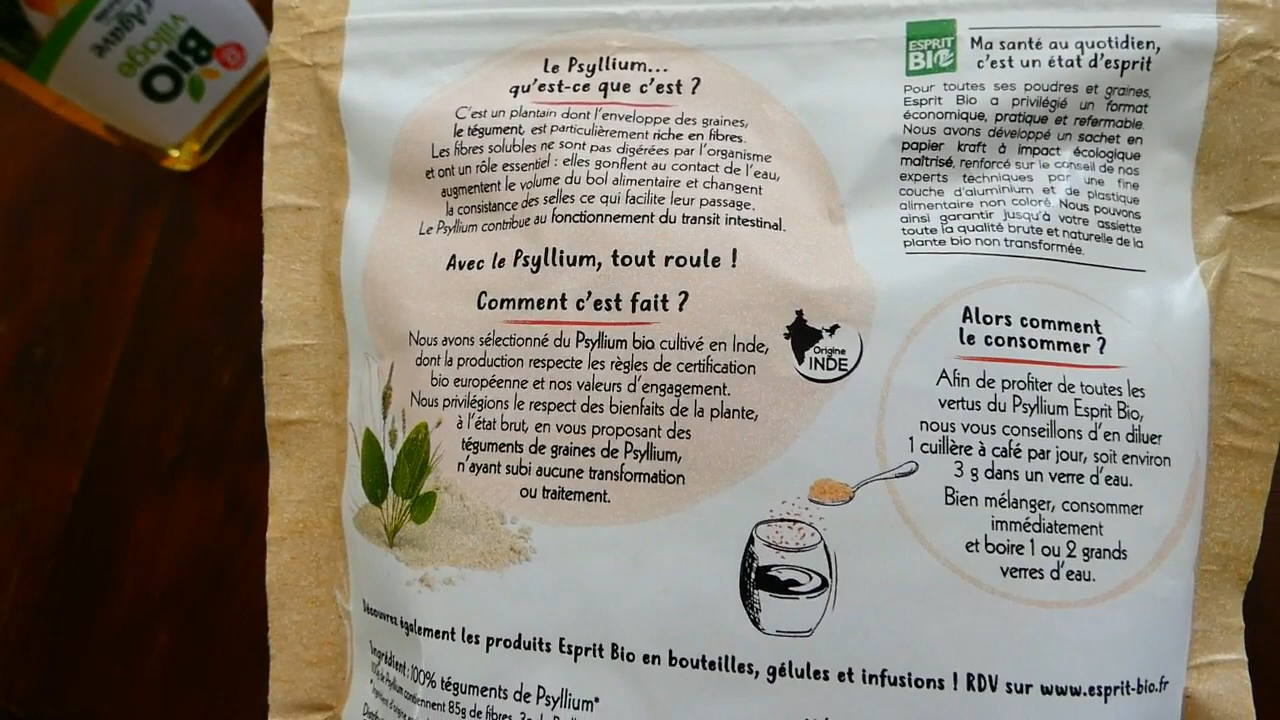 BIO
village
d'Agave
Le Psyllium...
qu'est-ce que c'est ?
C'est un plantain dont l'enveloppe des graines,
le tégument, est particulièrement riche en fibres.
Les fibres solubles ne sont pas digérées par l'organisme
et ont un rôle essentiel : elles gonflent au contact de l'eau,
augmentent le volume du bol alimentaire et changent
la consistance des selles ce qui facilite leur passage.
Le Psyllium contribue au fonctionnement du transit intestinal.
Avec le Psyllium, tout roule !
Comment c'est fait ?
Nous avons sélectionné du Psyllium bio cultivé en Inde,
dont la production respecte les règles de certification
bio européenne et nos valeurs d'engagement.
Nous privilégions le respect des bienfaits de la plante,
à l'état brut, en vous proposant des
téguments de graines de Psyllium,
n'ayant subi aucune transformation
ou traitement.
Origine
INDE
ESPRIT
BIO
Ma santé au quotidien,
c'est un état d'esprit
Pour toutes ses poudres et graines,
Esprit Bio a privilégié un format
économique, pratique et refermable.
Nous avons développé un sachet en
papier kraft à impact écologique
maîtrisé, renforcé sur le conseil de nos
experts techniques par une fine
couche d'aluminium et de plastique
alimentaire non coloré. Nous pouvons
ainsi garantir jusqu'à votre assiette
toute la qualité brute et naturelle de la
plante bio non transformée.
Alors comment
le consommer ?
Afin de profiter de toutes les
vertus du Psyllium Esprit Bio,
nous vous conseillons d'en diluer
1 cuillère à café par jour, soit environ
3 g dans un verre d'eau.
Bien mélanger, consommer
immédiatement
et boire 1 ou 2 grands
verres d'eau.
Découvrez également les produits Esprit Bio en bouteilles, gélules et infusions ! RDV sur www.esprit-bio.fr
Ingrédient : 100% téguments de Psyllium*
de Psyllium contiennent 85g de fibres, 3g de